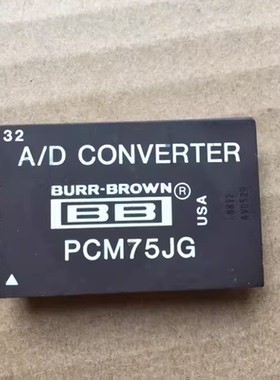 32
A/D CONVERTER
BURR-BROWN®
BB
USA
PCM75JG